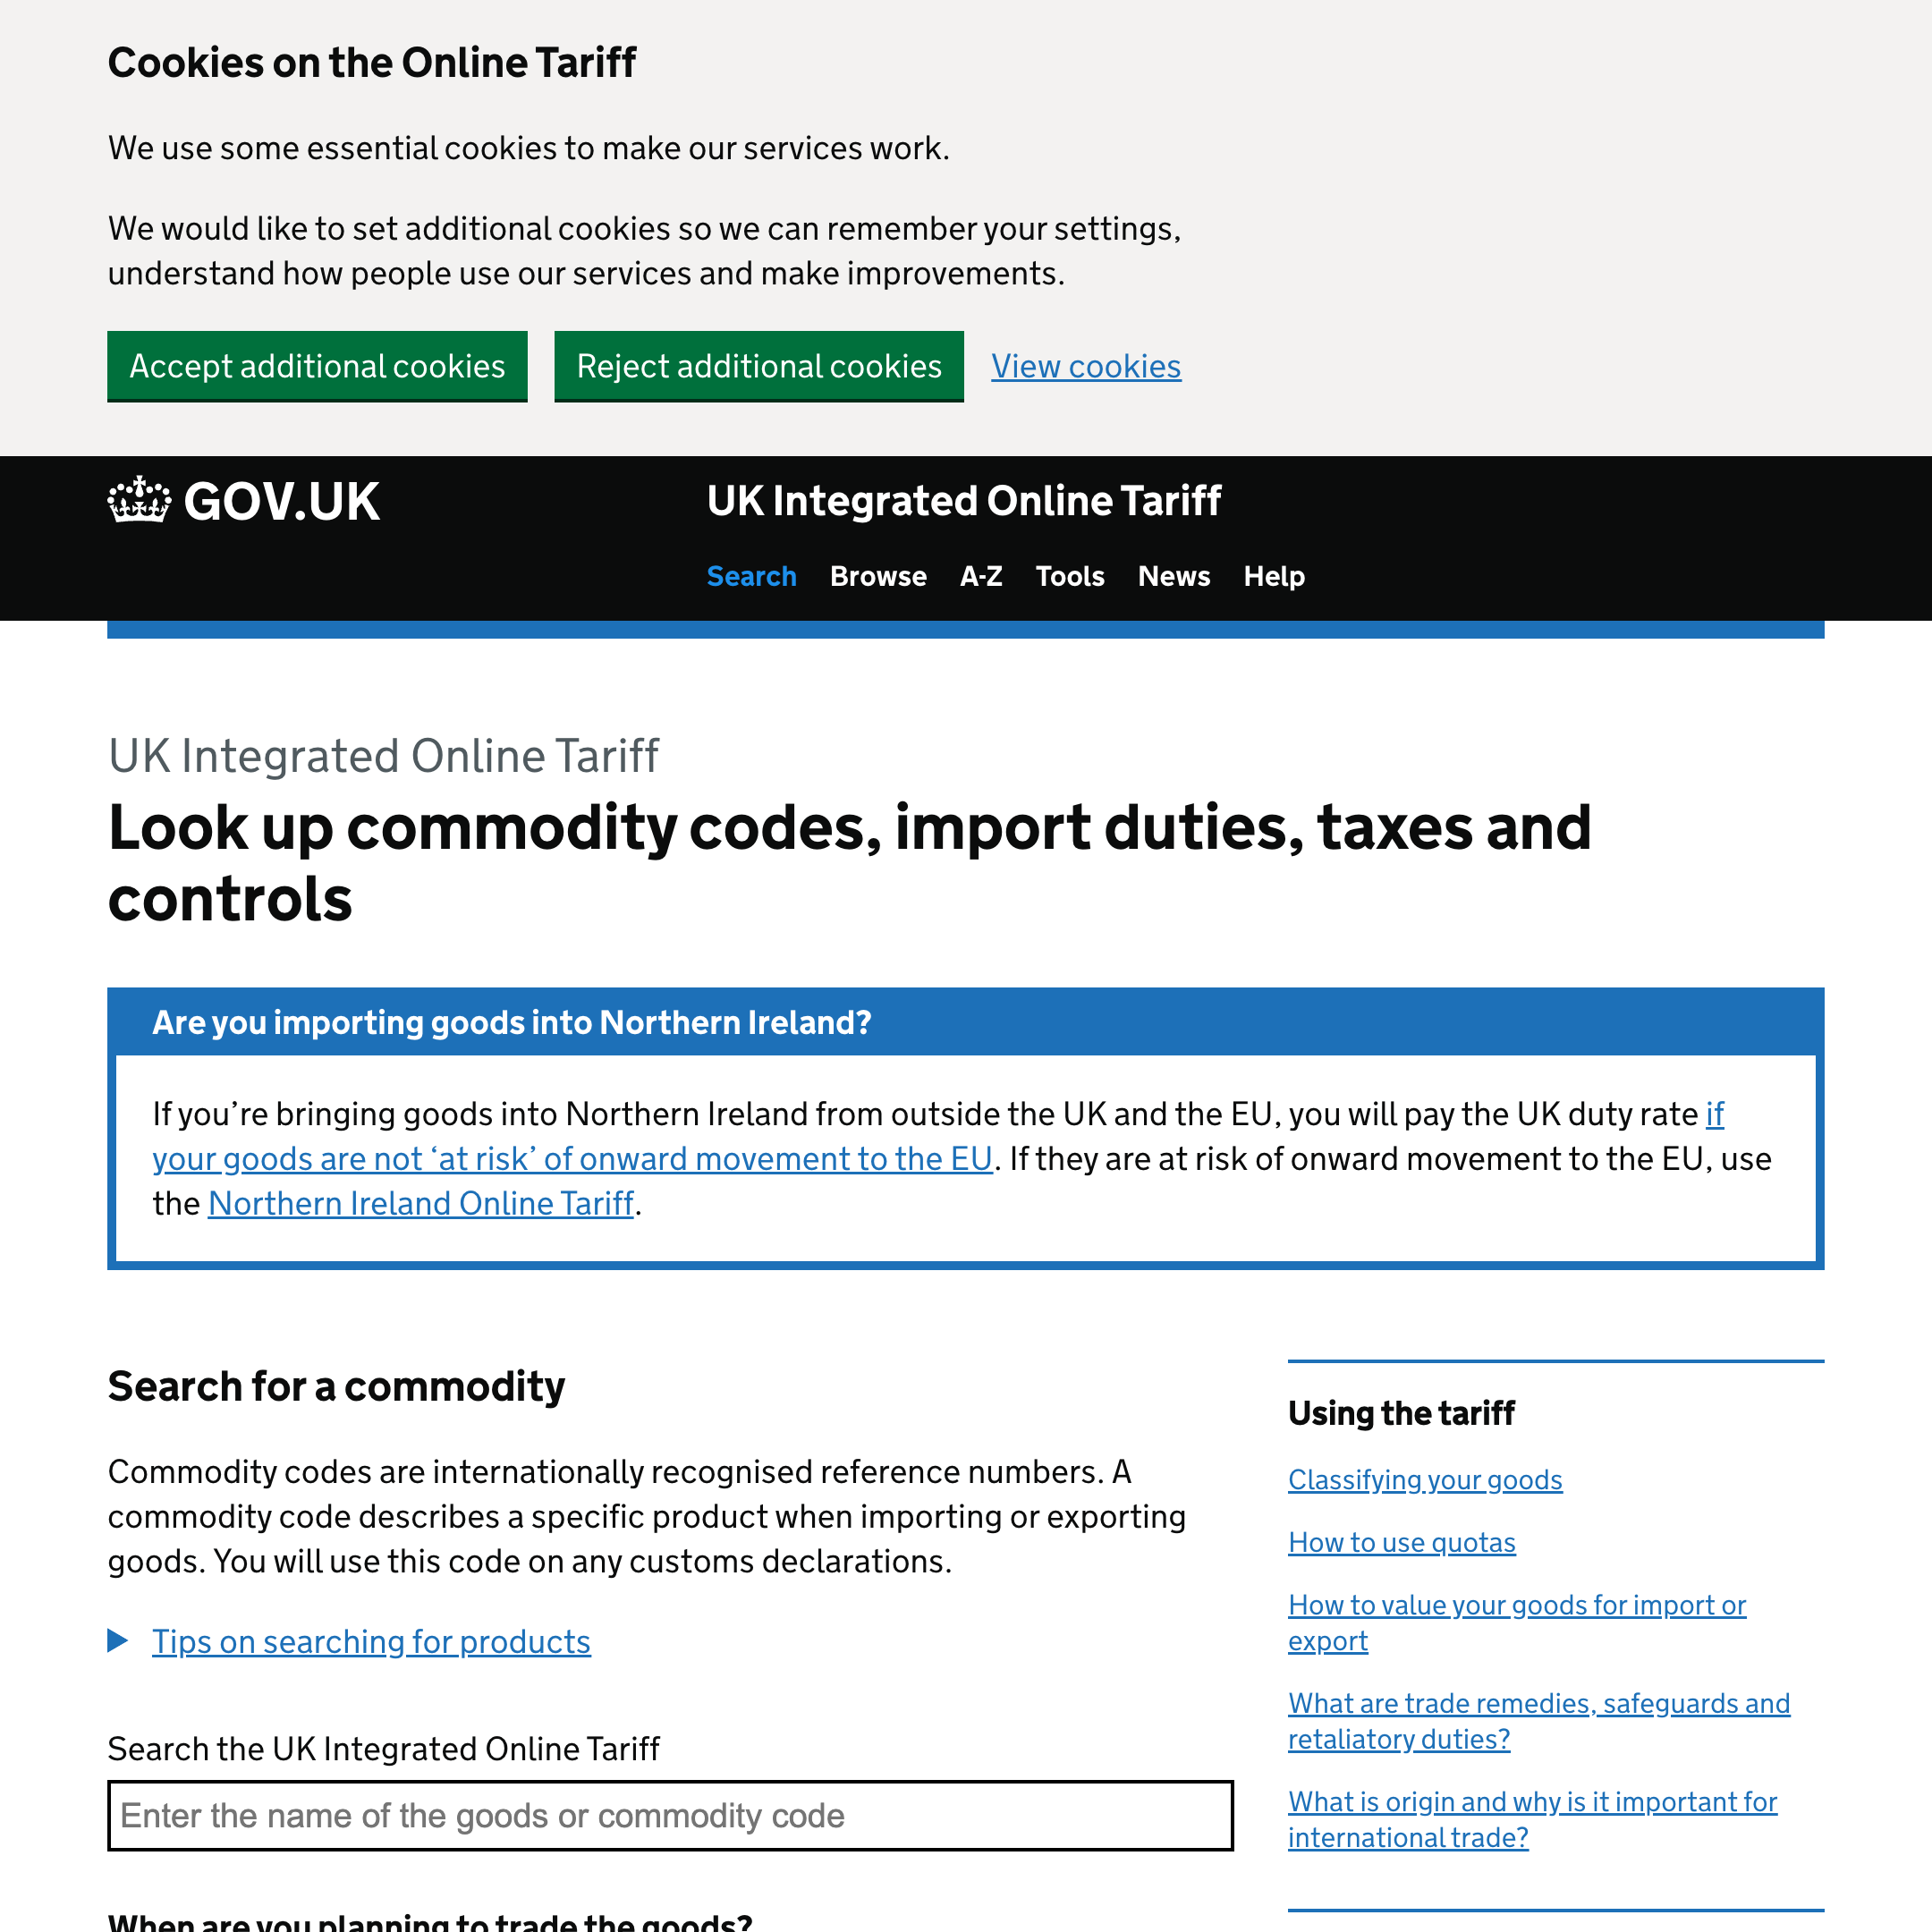 Cookies on the Online Tariff
We use some essential cookies to make our services work.
We would like to set additional cookies so we can remember your settings,
understand how people use our services and make improvements.
Accept additional cookies
Reject additional cookies
View cookies
GOV.UK
UK Integrated Online Tariff
Search Browse A-Z Tools News Help
UK Integrated Online Tariff
Look up commodity codes, import duties, taxes and
controls
Are you importing goods into Northern Ireland?
If you’re bringing goods into Northern Ireland from outside the UK and the EU, you will pay the UK duty rate if
your goods are not ‘at risk’ of onward movement to the EU. If they are at risk of onward movement to the EU, use
the Northern Ireland Online Tariff.
Search for a commodity
Commodity codes are internationally recognised reference numbers. A
commodity code describes a specific product when importing or exporting
goods. You will use this code on any customs declarations.
Tips on searching for products
Search the UK Integrated Online Tariff
Enter the name of the goods or commodity code
When are you planning to trade the goods?
Using the tariff
Classifying your goods
How to use quotas
How to value your goods for import or
export
What are trade remedies, safeguards and
retaliatory duties?
What is origin and why is it important for
international trade?